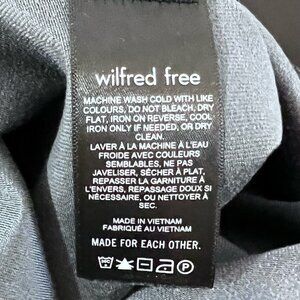 wilfred free
MACHINE WASH COLD WITH LIKE
COLOURS, DO NOT BLEACH, DRY
FLAT, IRON ON REVERSE, COOL
IRON ONLY IF NEEDED, OR DRY
CLEAN.
LAVER À LA MACHINE À L'EAU
FROIDE AVEC COULEURS
SEMBLABLES, NE PAS
JAVELISER, SÉCHER À PLAT,
REPASSER LA GARNITURE À
L'ENVERS, REPASSAGE DOUX SI
NÉCESSAIRE, OU NETTOYER À
SEC.
MADE IN VIETNAM
FABRIQUÉ AU VIETNAM
MADE FOR EACH OTHER.